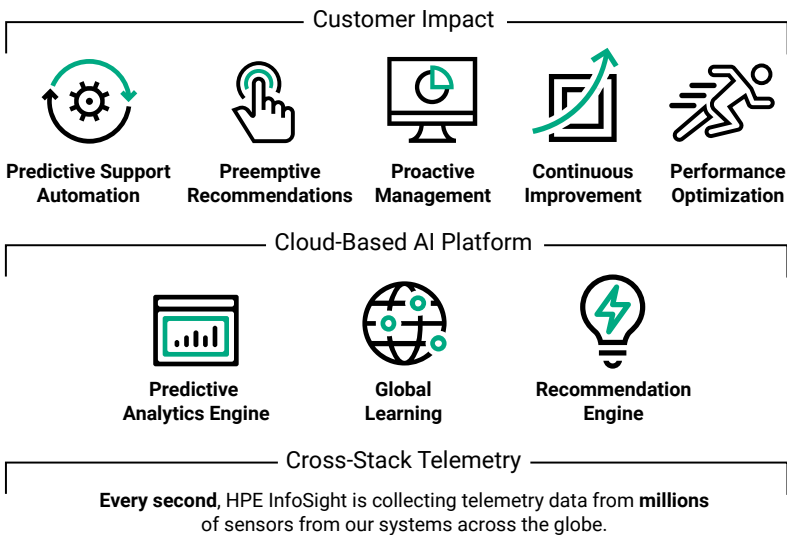 Customer Impact
Predictive Support
Automation
Preemptive
Recommendations
Proactive
Management
Continuous
Improvement
Performance
Optimization
Cloud-Based AI Platform
Predictive
Analytics Engine
Global
Learning
Recommendation
Engine
Cross-Stack Telemetry
Every second, HPE InfoSight is collecting telemetry data from millions
of sensors from our systems across the globe.